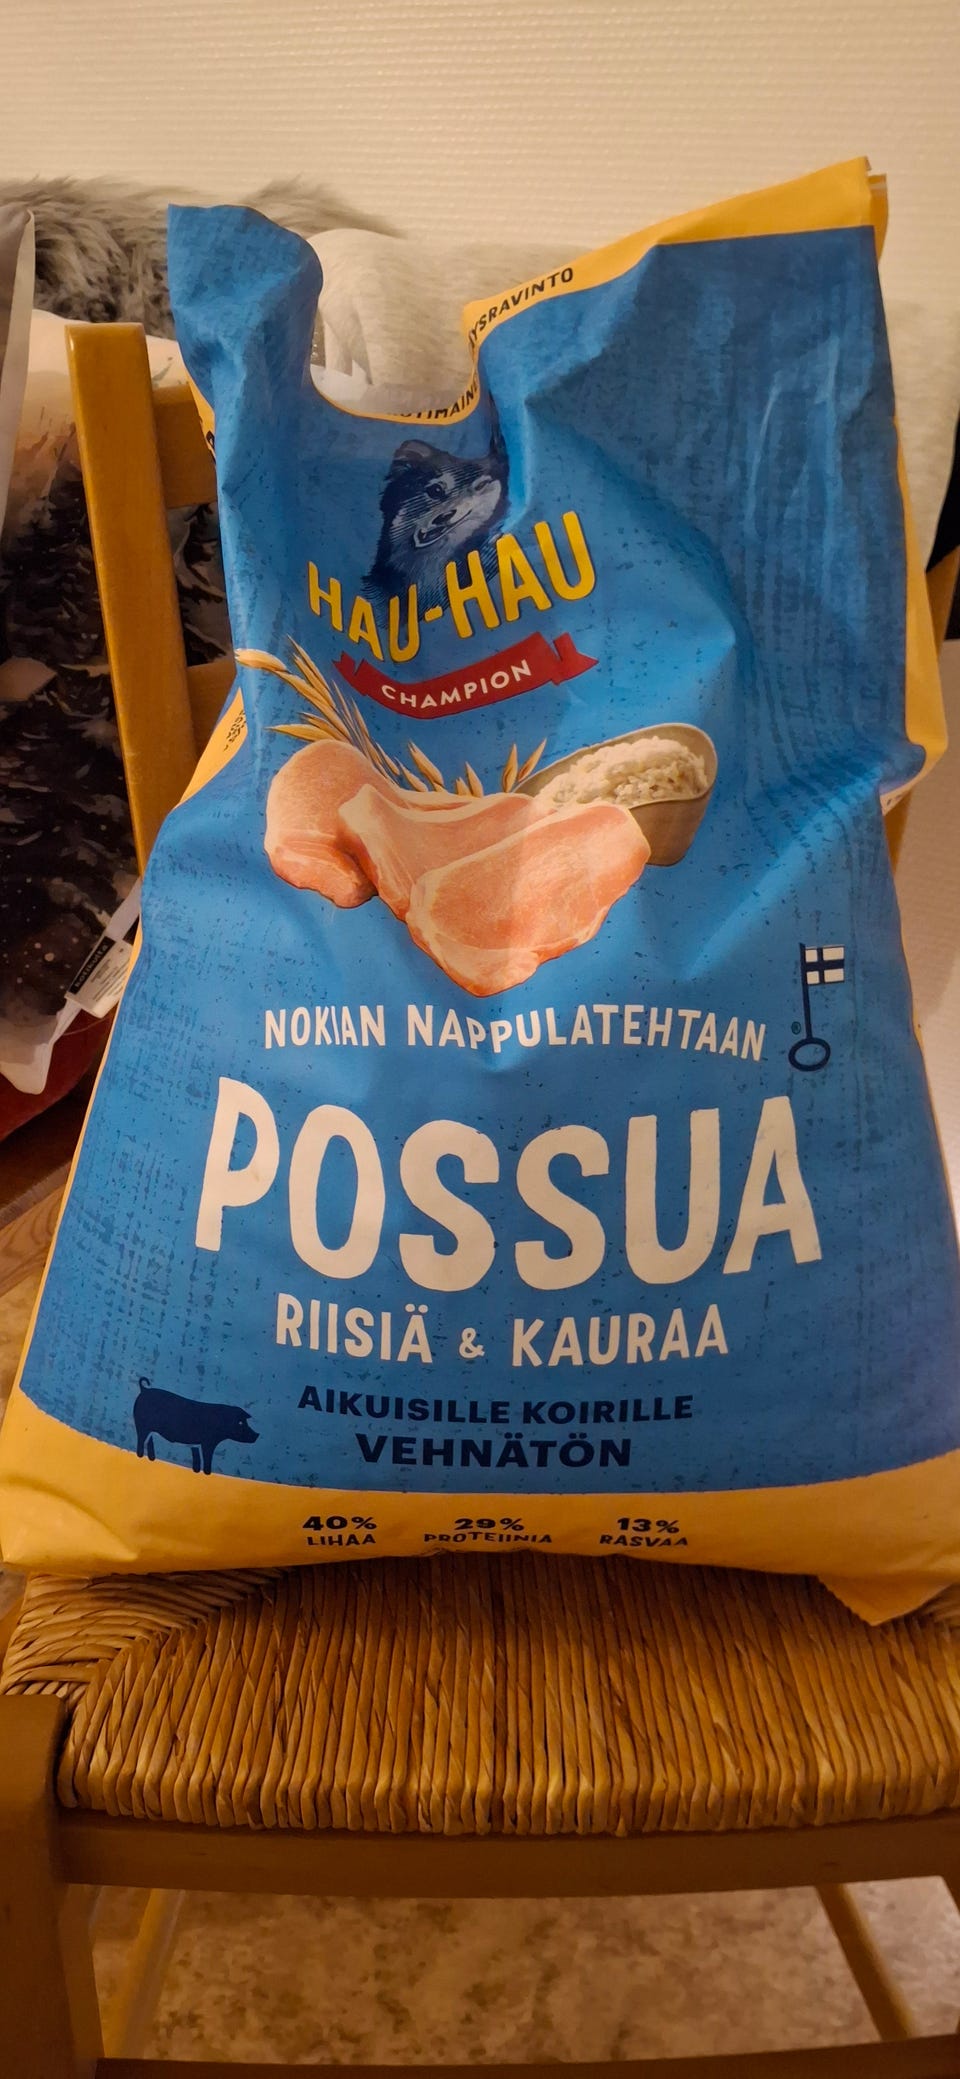 HAU-HAU
CHAMPION
NOKIAN NAPPULATEHTAAN
®
POSSUA
RIISIÄ & KAURAA
AIKUISILLE KOIRILLE
VEHNÄTÖN
40% 29% 13%
LIHAA PROTEIINIA RASVAA